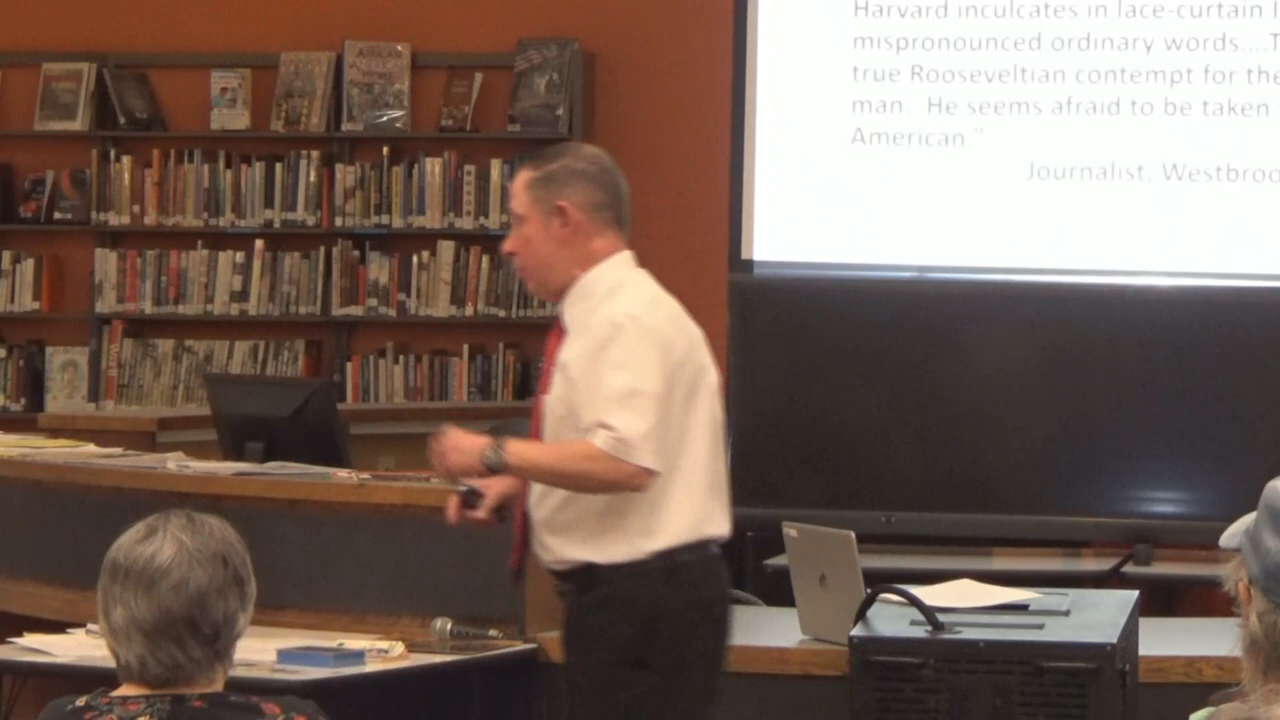 Harvard inculcates in lace-curtain
mispronounced ordinary words....T
true Rooseveltian contempt for the
man. He seems afraid to be taken
American."
Journalist, Westbroo